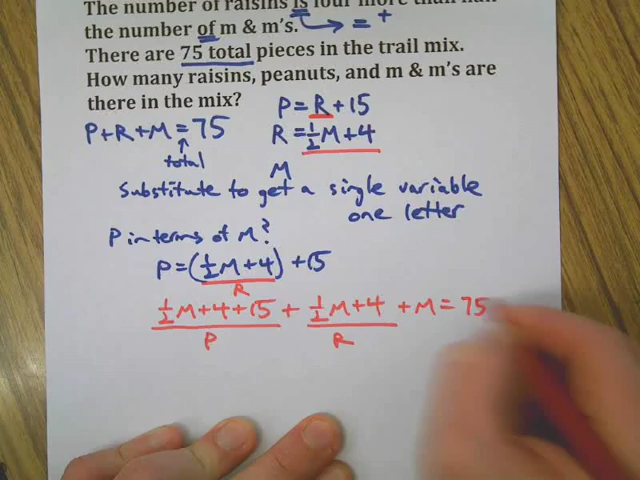 The number of raisins is four more than half
the number of m & m's. → = +
There are 75 total pieces in the trail mix.
How many raisins, peanuts, and m & m's are
there in the mix?
P = R + 15
P + R + M = 75
R = ½M + 4
↑
total
M
Substitute to get a single variable
one letter
P in terms of M?
P = (½M + 4) + 15
R
½M + 4 + 15 + ½M + 4 + M = 75
P R